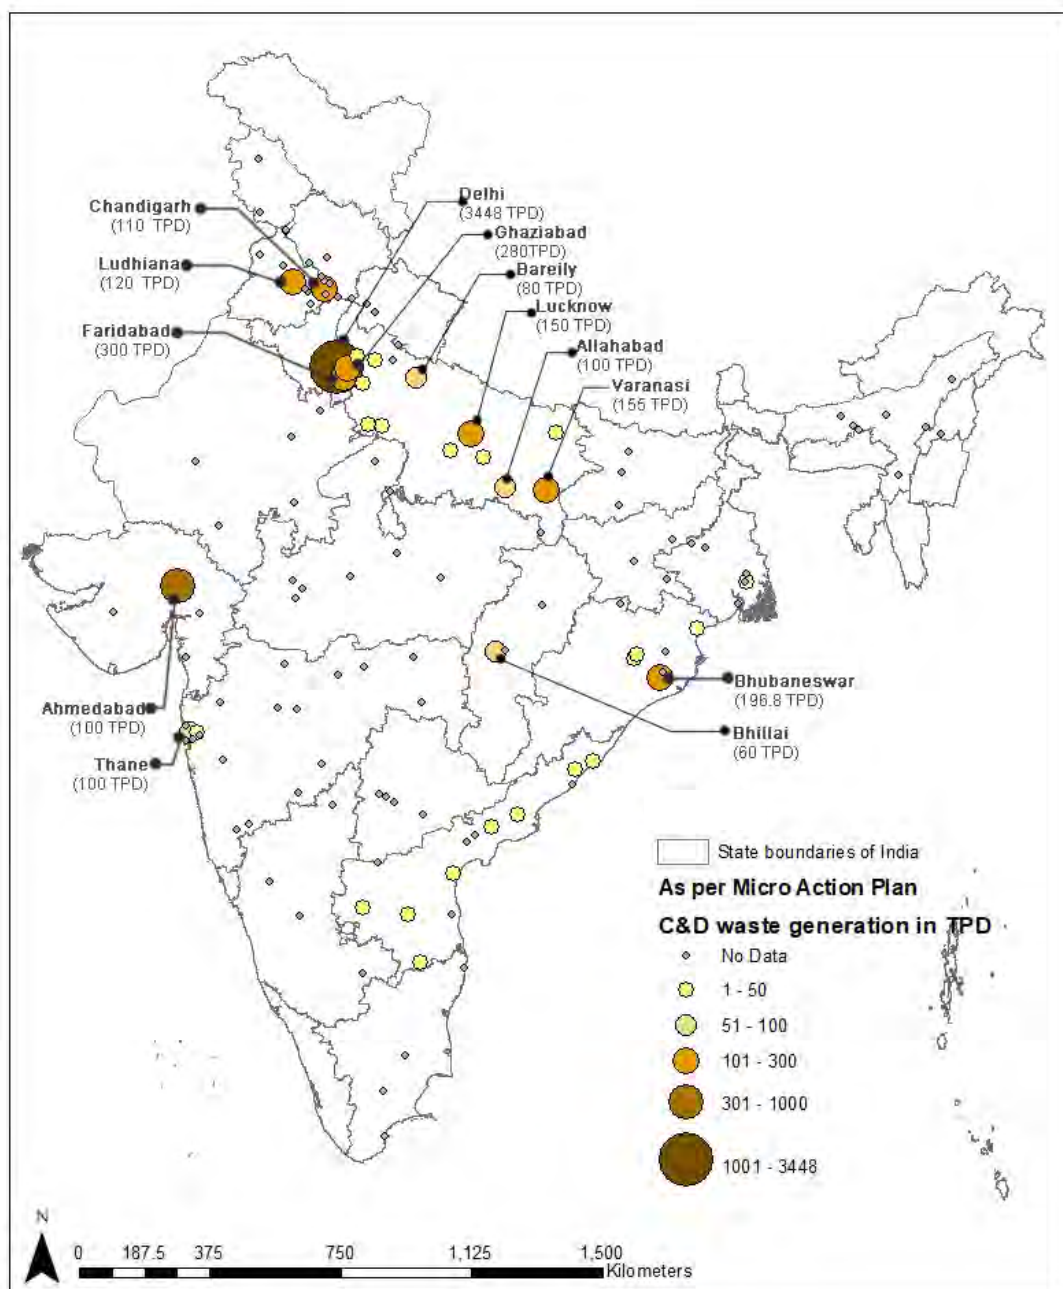 Delhi
(3448 TPD)
Chandigarh
(110 TPD)
Ghaziabad
(280TPD)
Ludhiana
(120 TPD)
Bareily
(80 TPD)
Lucknow
(150 TPD)
Faridabad
(300 TPD)
Allahabad
(100 TPD)
Varanasi
(155 TPD)
Bhubaneswar
(196.8 TPD)
Ahmedabad
(100 TPD)
Bhillai
(60 TPD)
Thane
(100 TPD)
State boundaries of India
As per Micro Action Plan
C&D waste generation in TPD
No Data
1 - 50
51 - 100
101 - 300
301 - 1000
1001 - 3448
N
0 187.5 375 750 1,125 1,500
Kilometers